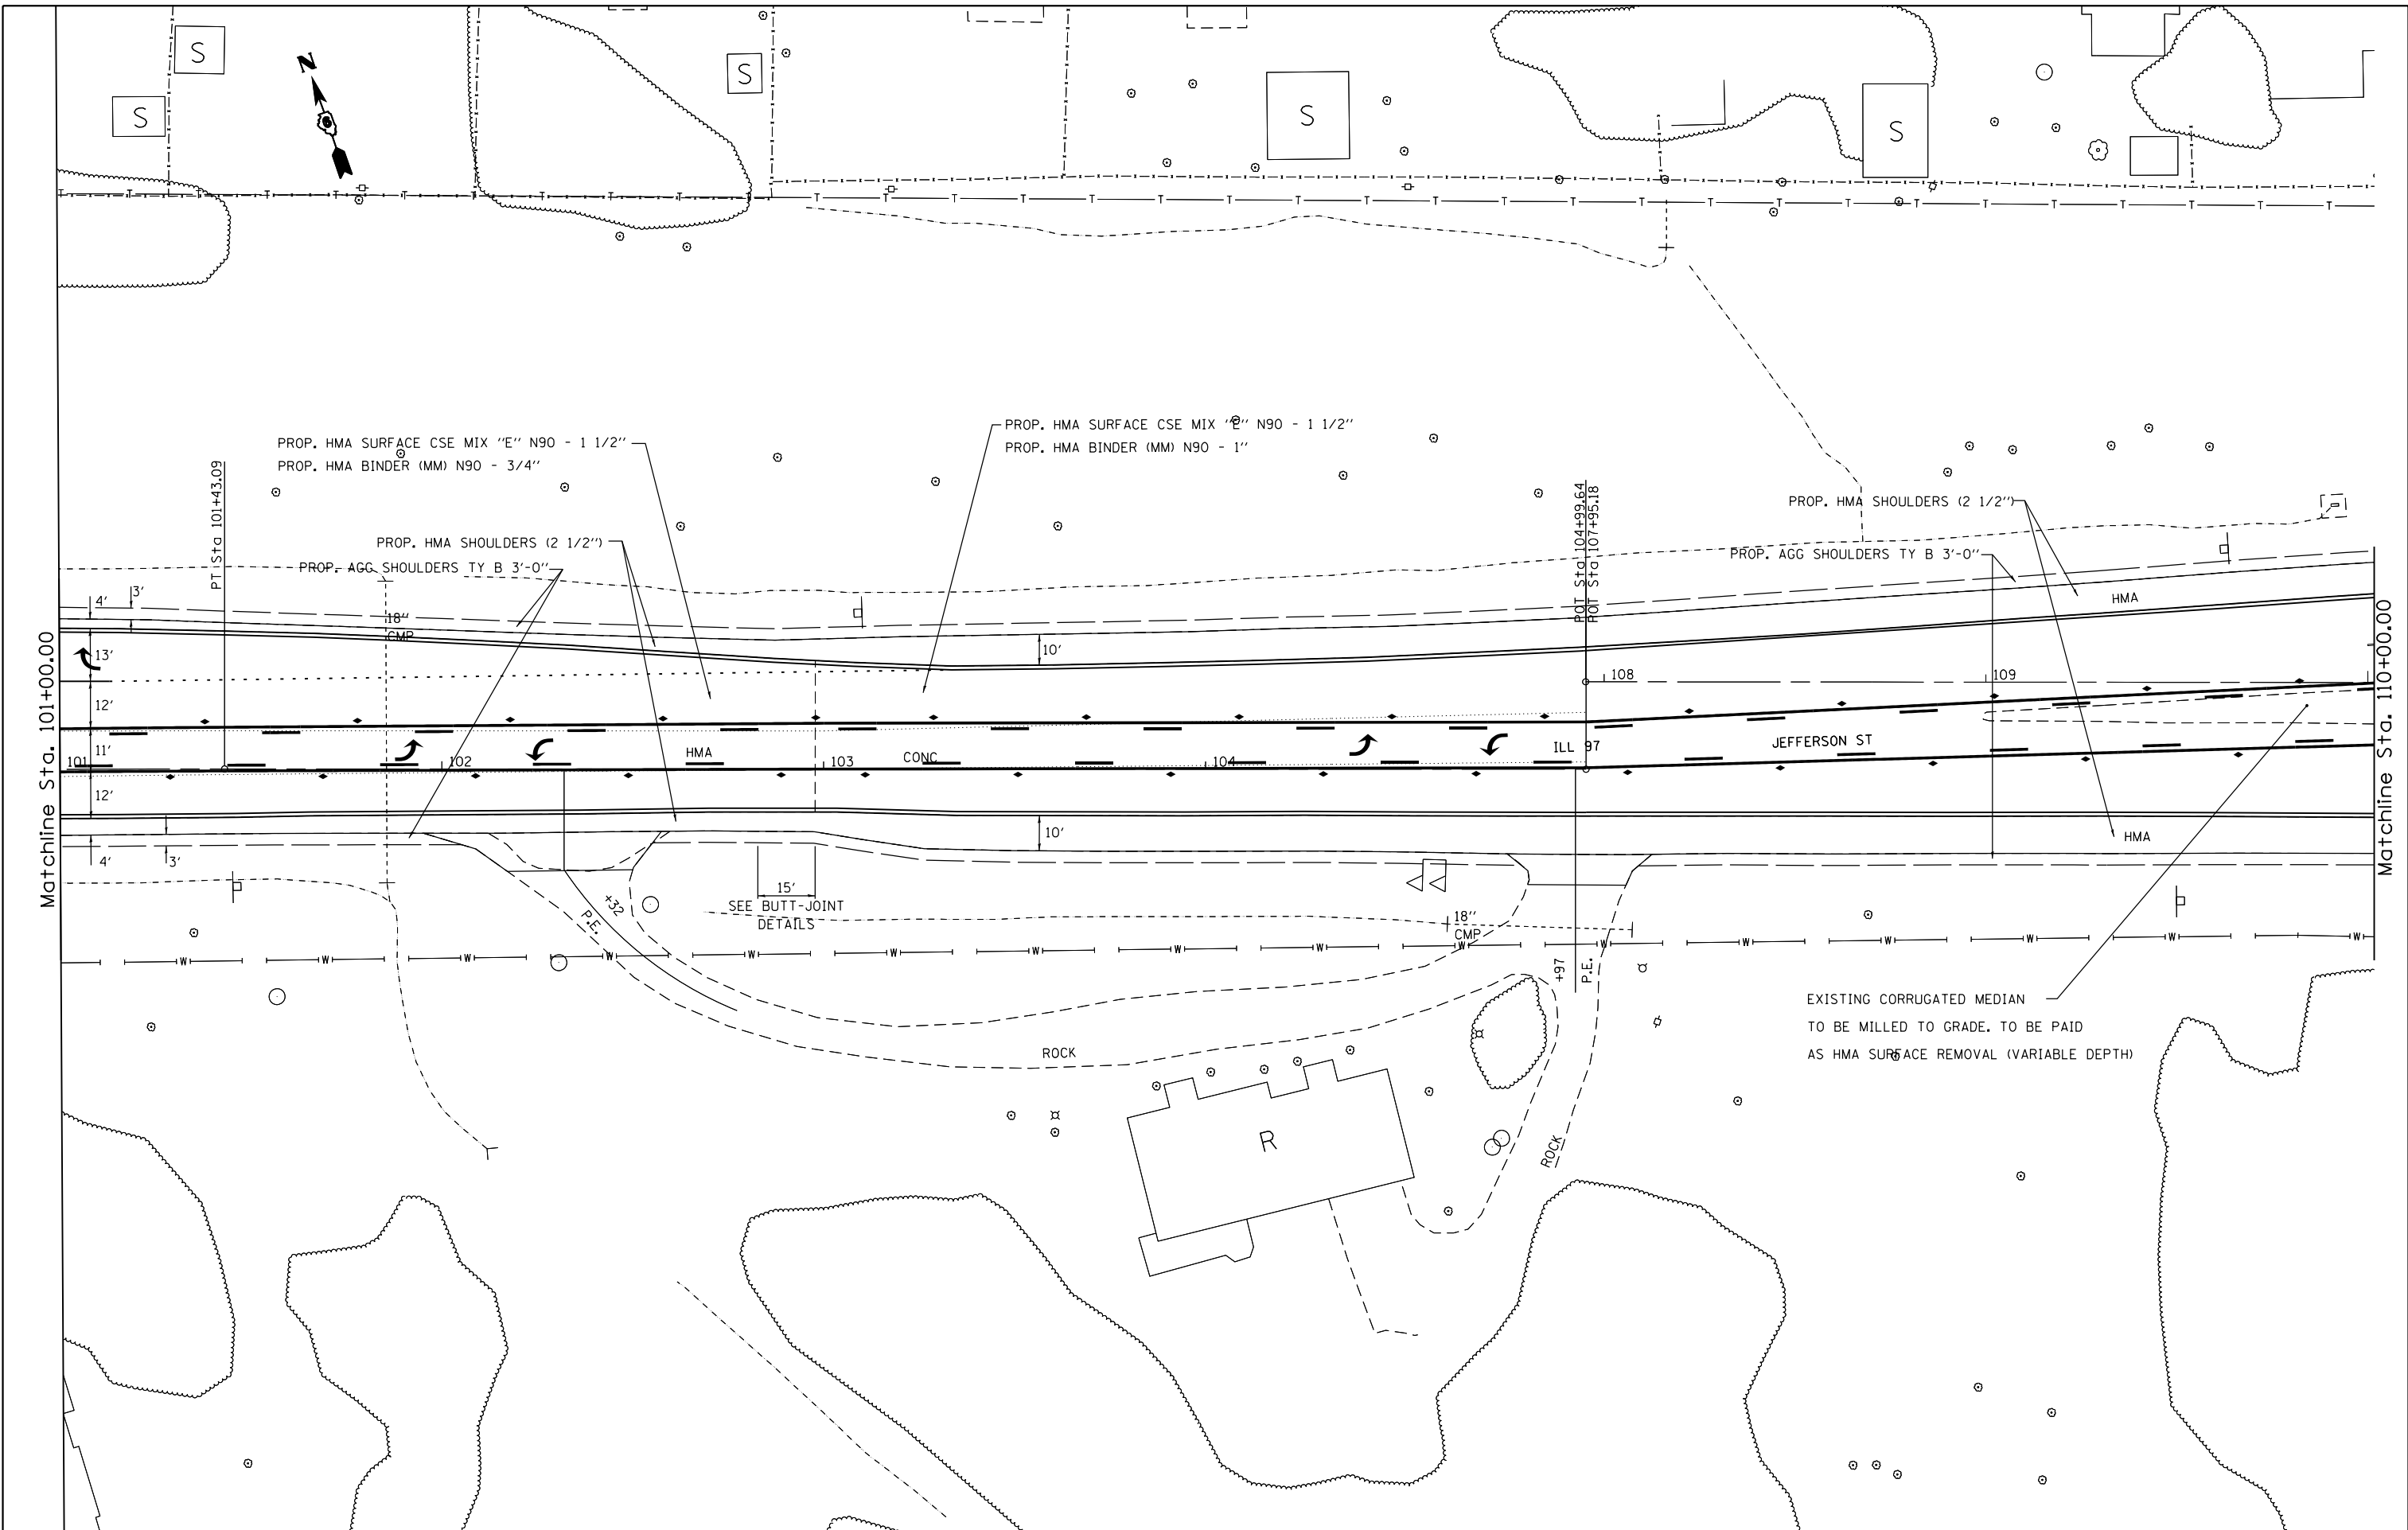 S
S
S
S
S
N
6
T T T T T T T T T T T T T T T T T T T T T T T T T T T T T T T T T T
PROP. HMA SURFACE CSE MIX "E" N90 - 1 1/2"
PROP. HMA BINDER (MM) N90 - 3/4"
PROP. HMA SURFACE CSE MIX "E" N90 - 1 1/2"
PROP. HMA BINDER (MM) N90 - 1"
PT Sta 101+43.09
POT Sta 104+99.64
POT Sta 107+95.18
PROP. HMA SHOULDERS (2 1/2")
PROP. HMA SHOULDERS (2 1/2")
PROP. AGG SHOULDERS TY B 3'-0"
PROP. AGG SHOULDERS TY B 3'-0"
4'
3'
18"
CMP
HMA
10'
13'
12'
11'
12'
4'
3'
Matchline Sta. 101+00.00
Matchline Sta. 110+00.00
108
109
101
102
HMA
103
CONC
104
ILL 97
JEFFERSON ST
10'
HMA
15'
SEE BUTT-JOINT
DETAILS
+32
P.E.
18"
CMP
W W W W W W W W W W W W W W W W
+97
P.E.
EXISTING CORRUGATED MEDIAN
TO BE MILLED TO GRADE. TO BE PAID
AS HMA SURFACE REMOVAL (VARIABLE DEPTH)
ROCK
R
ROCK